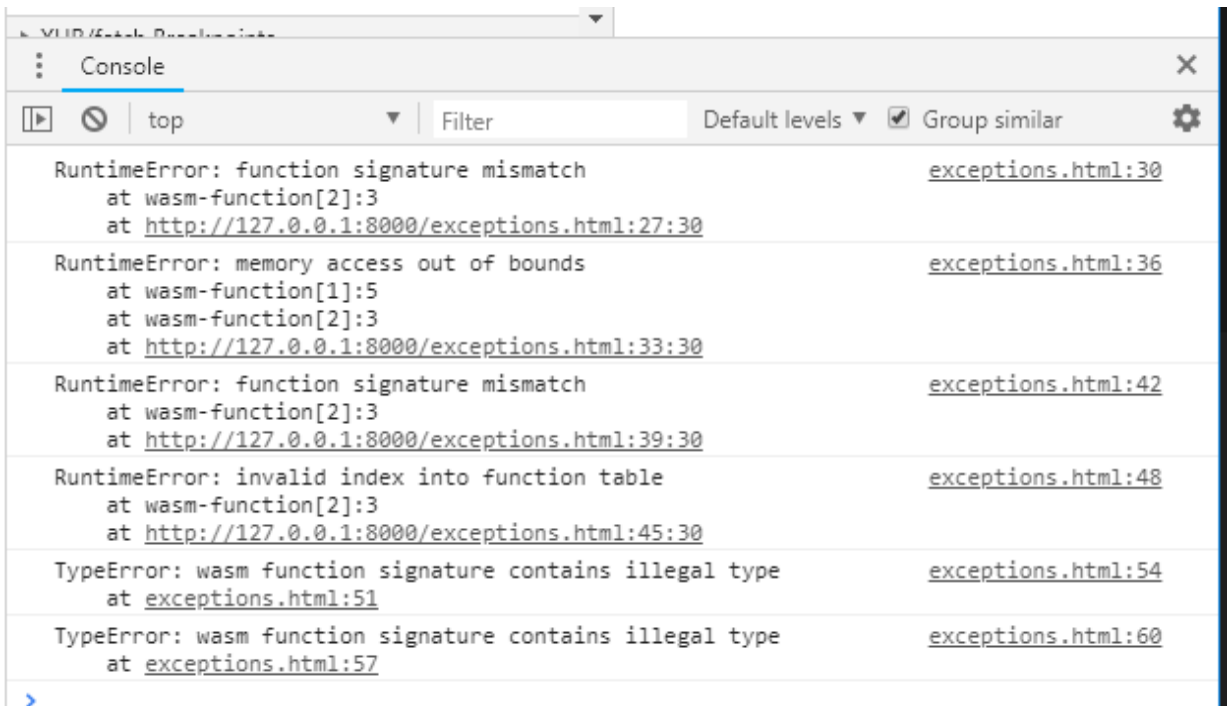 Console
top Filter Default levels Group similar
RuntimeError: function signature mismatch exceptions.html:30
at wasm-function[2]:3
at http://127.0.0.1:8000/exceptions.html:27:30
RuntimeError: memory access out of bounds exceptions.html:36
at wasm-function[1]:5
at wasm-function[2]:3
at http://127.0.0.1:8000/exceptions.html:33:30
RuntimeError: function signature mismatch exceptions.html:42
at wasm-function[2]:3
at http://127.0.0.1:8000/exceptions.html:39:30
RuntimeError: invalid index into function table exceptions.html:48
at wasm-function[2]:3
at http://127.0.0.1:8000/exceptions.html:45:30
TypeError: wasm function signature contains illegal type exceptions.html:54
at exceptions.html:51
TypeError: wasm function signature contains illegal type exceptions.html:60
at exceptions.html:57